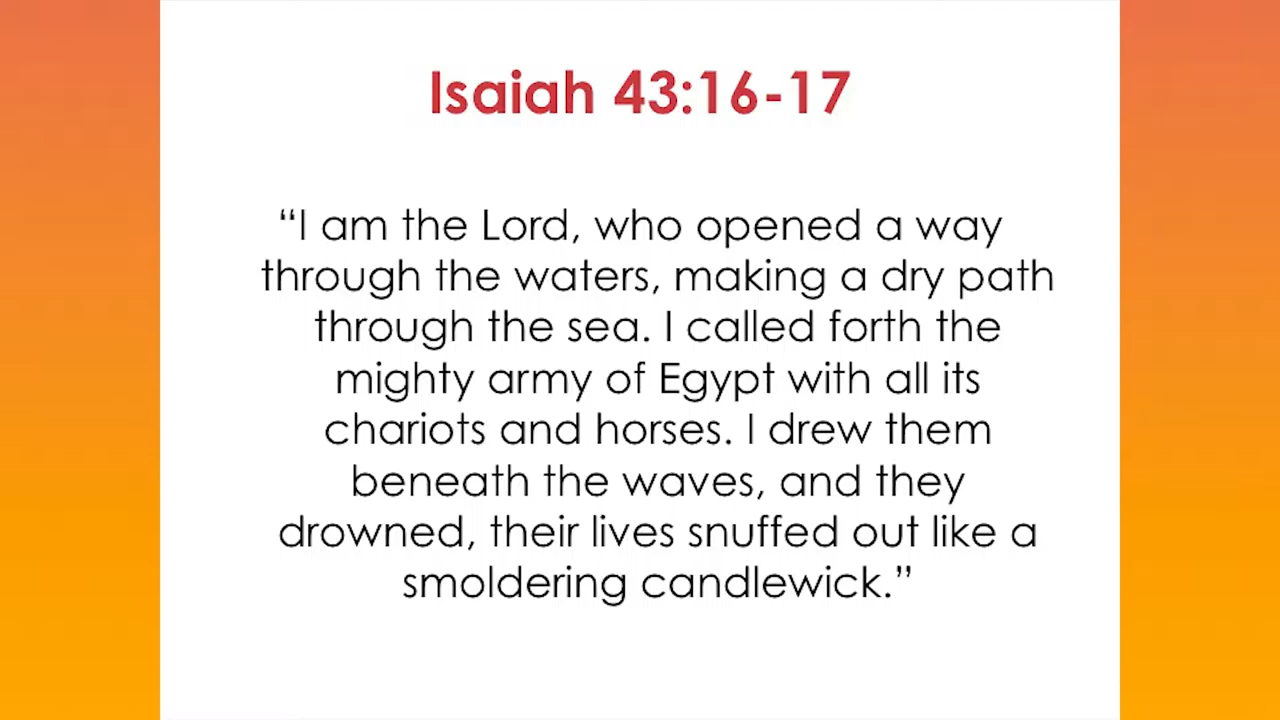 Isaiah 43:16-17
“I am the Lord, who opened a way
through the waters, making a dry path
through the sea. I called forth the
mighty army of Egypt with all its
chariots and horses. I drew them
beneath the waves, and they
drowned, their lives snuffed out like a
smoldering candlewick.”